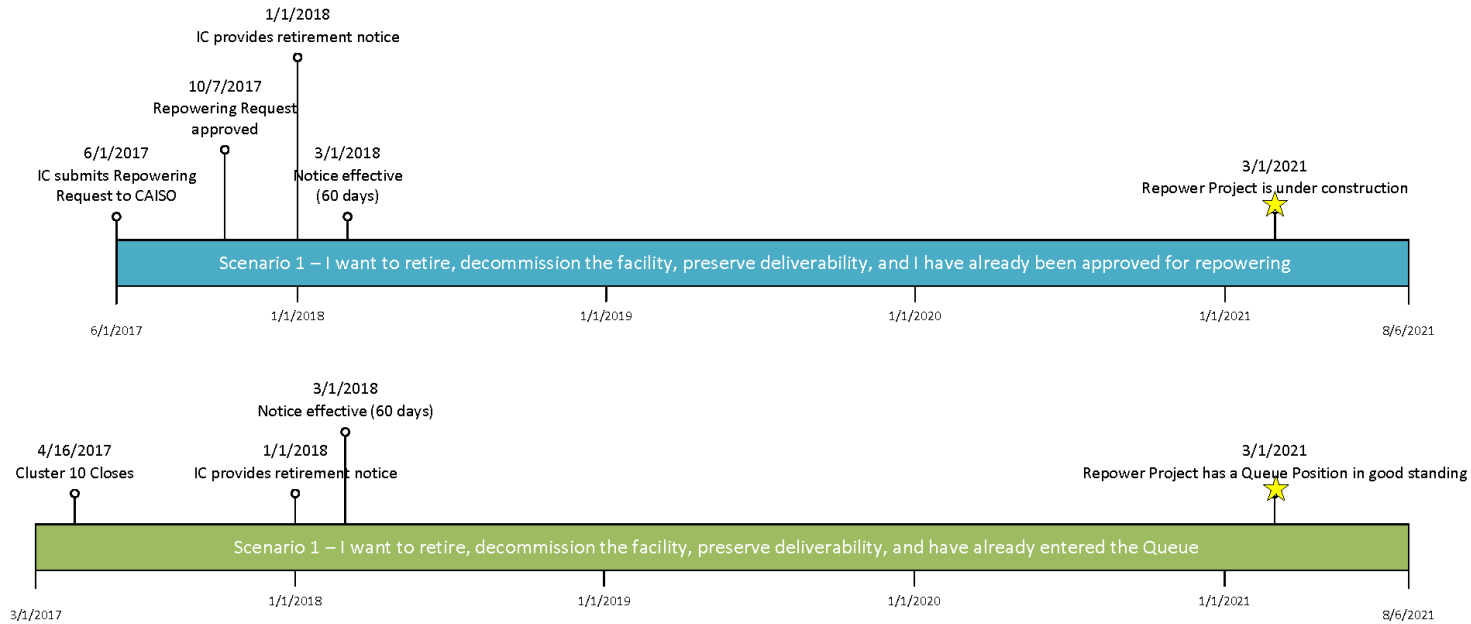 1/1/2018
IC provides retirement notice
10/7/2017
Repowering Request
approved
6/1/2017
IC submits Repowering
Request to CAISO
3/1/2018
Notice effective
(60 days)
3/1/2021
Repower Project is under construction
Scenario 1 – I want to retire, decommission the facility, preserve deliverability, and I have already been approved for repowering
6/1/2017
1/1/2018
1/1/2019
1/1/2020
1/1/2021
8/6/2021
3/1/2018
Notice effective (60 days)
4/16/2017
Cluster 10 Closes
1/1/2018
IC provides retirement notice
3/1/2021
Repower Project has a Queue Position in good standing
Scenario 1 – I want to retire, decommission the facility, preserve deliverability, and have already entered the Queue
3/1/2017
1/1/2018
1/1/2019
1/1/2020
1/1/2021
8/6/2021